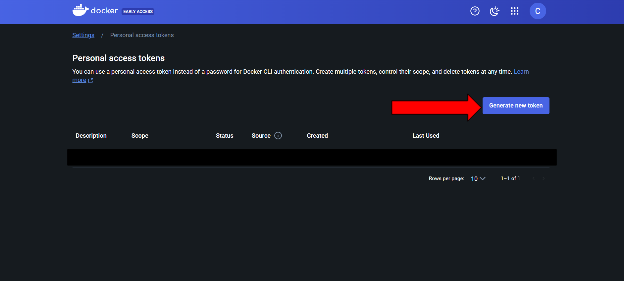 docker EARLY ACCESS
C
Settings / Personal access tokens
Personal access tokens
You can use a personal access token instead of a password for Docker CLI authentication. Create multiple tokens, control their scope, and delete tokens at any time. Learn
more
Generate new token
Description Scope Status Source Created Last Used
Rows per page: 10 1–1 of 1